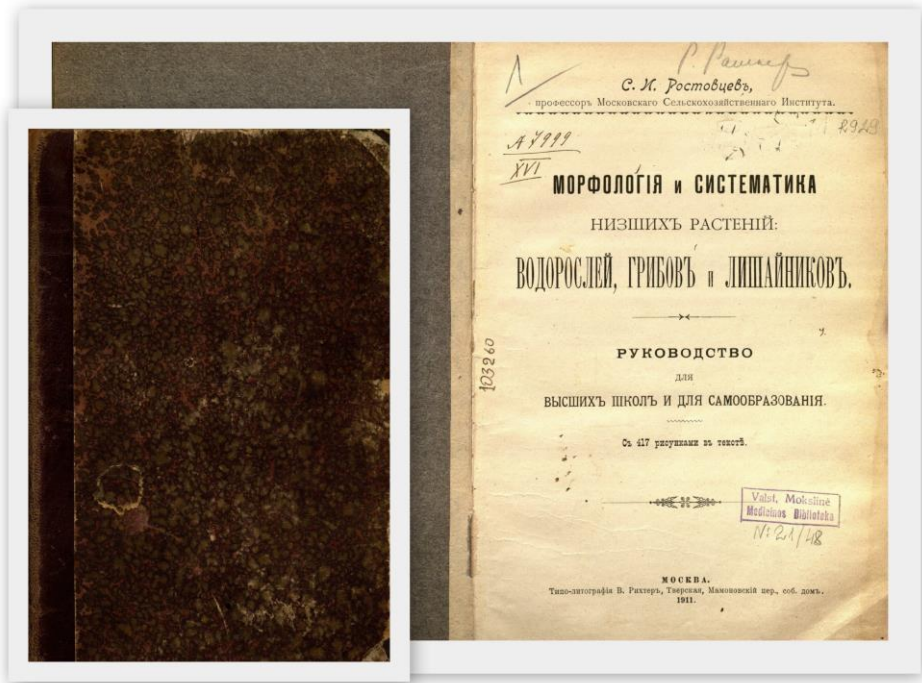 С. И. Ростовцевъ,
профессоръ Московскаго Сельскохозяйственнаго Института.
2929
А 7999
XVI
МОРФОЛОГІЯ и СИСТЕМАТИКА
НИЗШИХЪ РАСТЕНІЙ:
ВОДОРОСЛЕЙ, ГРИБОВЪ и ЛИШАЙНИКОВЪ.
РУКОВОДСТВО
для
ВЫСШИХЪ ШКОЛЪ И ДЛЯ САМООБРАЗОВАНІЯ.
Съ 417 рисунками въ текстѣ.
103260
Valst. Mokslinė
Medicinos Biblioteka
№ 21/48
МОСКВА.
Типо-литографія В. Рихтеръ, Тверская, Мамоновскій пер., соб. домъ.
1911.